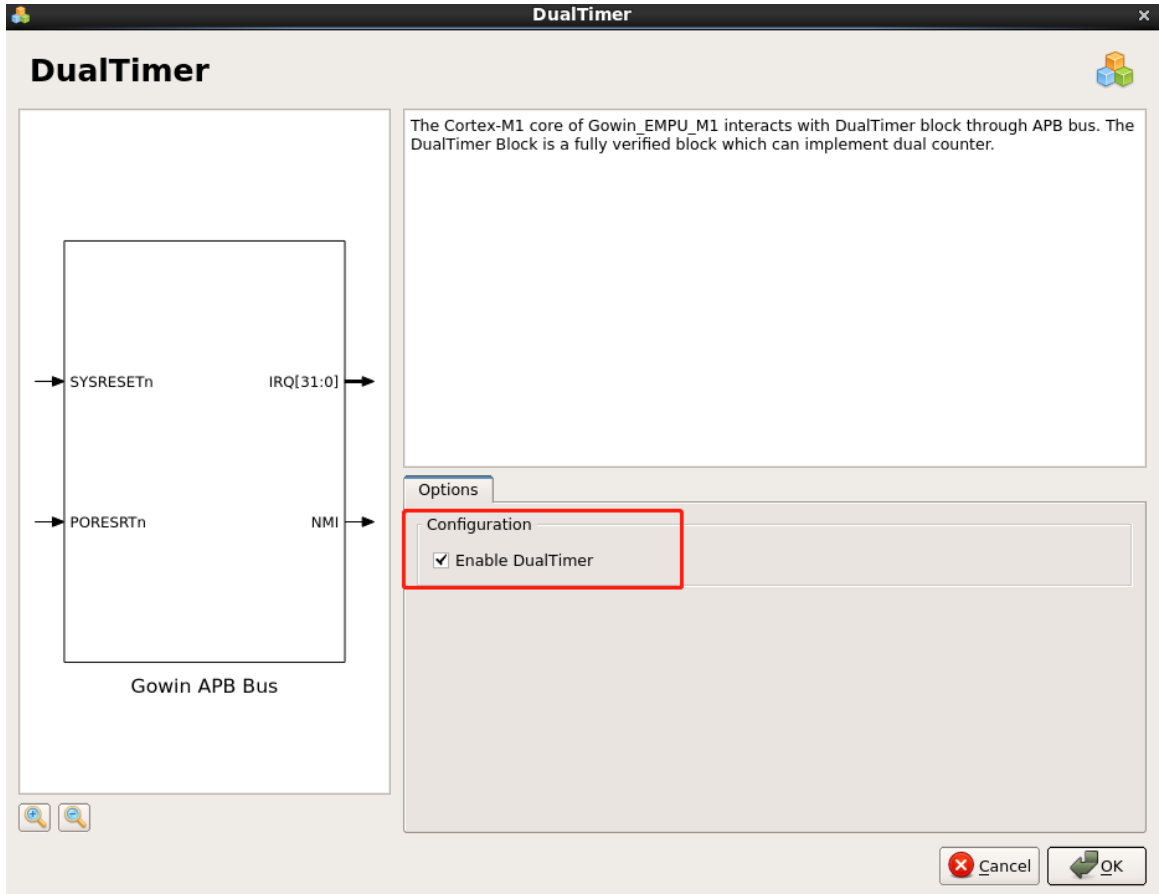 DualTimer
DualTimer
The Cortex-M1 core of Gowin_EMPU_M1 interacts with DualTimer block through APB bus. The
DualTimer Block is a fully verified block which can implement dual counter.
SYSRESETn
IRQ[31:0]
PORESRTn
NMI
Gowin APB Bus
Options
Configuration
Enable DualTimer
Cancel
OK